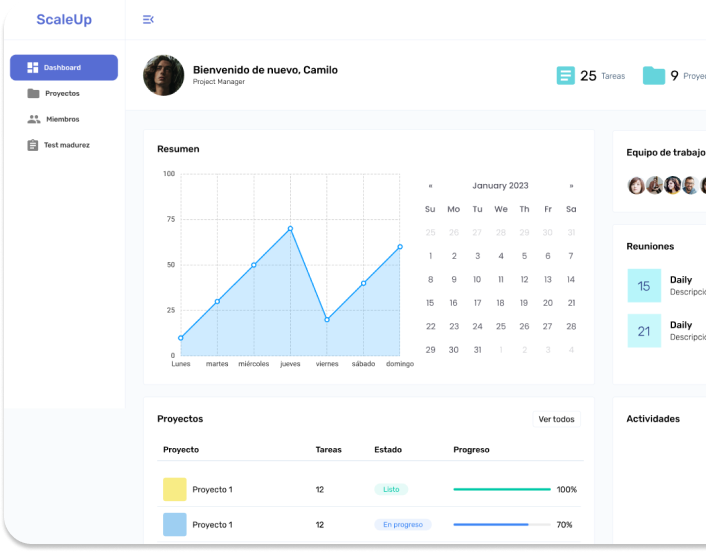 ScaleUp
Dashboard
Proyectos
Miembros
Test madurez
Bienvenido de nuevo, Camilo
Project Manager
25 Tareas
9
Resumen
100
75
50
25
0
Lunes martes miércoles jueves viernes sábado domingo
« January 2023 »
Su Mo Tu We Th Fr Sa
25 26 27 28 29 30 31
1 2 3 4 5 6 7
8 9 10 11 12 13 14
15 16 17 18 19 20 21
22 23 24 25 26 27 28
29 30 31 1 2 3 4
Equipo de trabajo
Reuniones
15 Daily
21 Daily
Proyectos Ver todos
Proyecto Tareas Estado Progreso
Proyecto 1 12 Listo 100%
Proyecto 1 12 En progreso 70%
Actividades